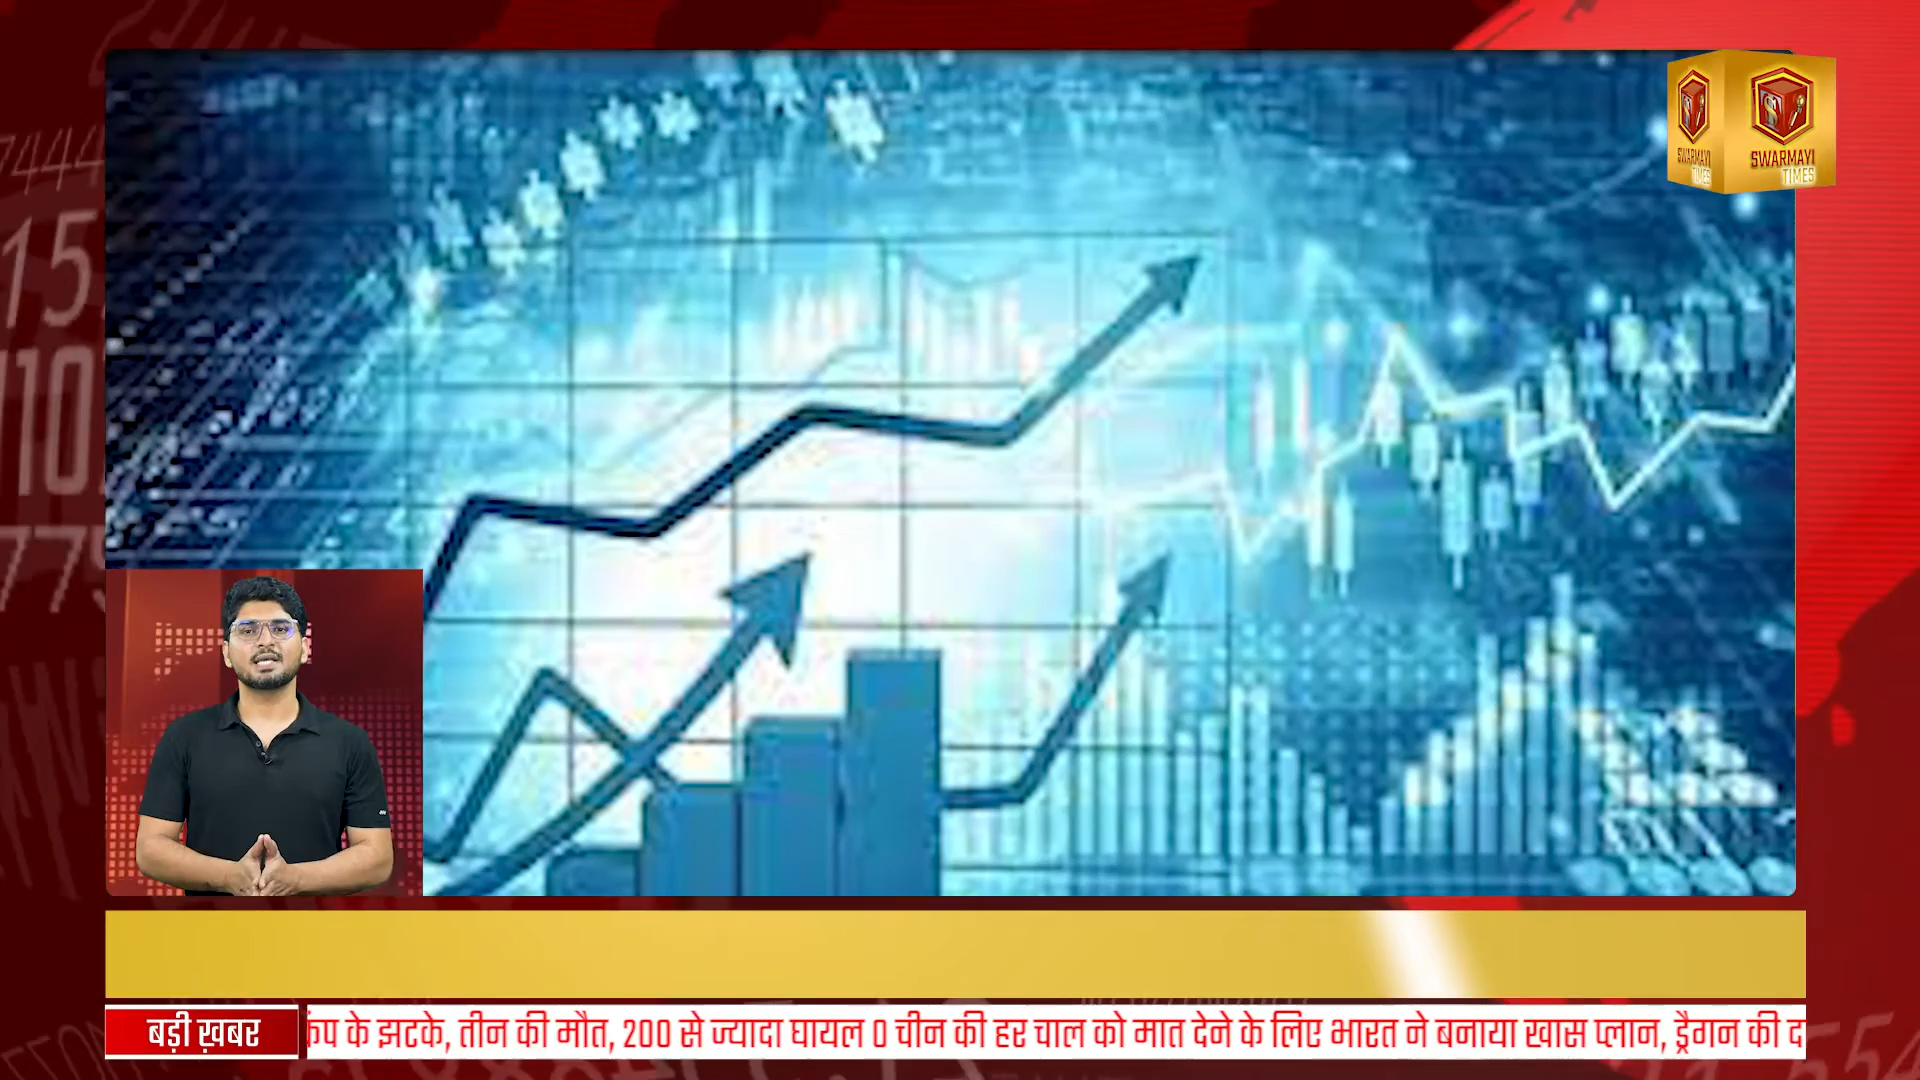 SWARMAYI
TIMES
SWARMAYI
TIMES
बड़ी ख़बर
के झटके, तीन की मौत, 200 से ज्यादा घायल 0 चीन की हर चाल को मात देने के लिए भारत ने बनाया खास प्लान, ड्रैगन की